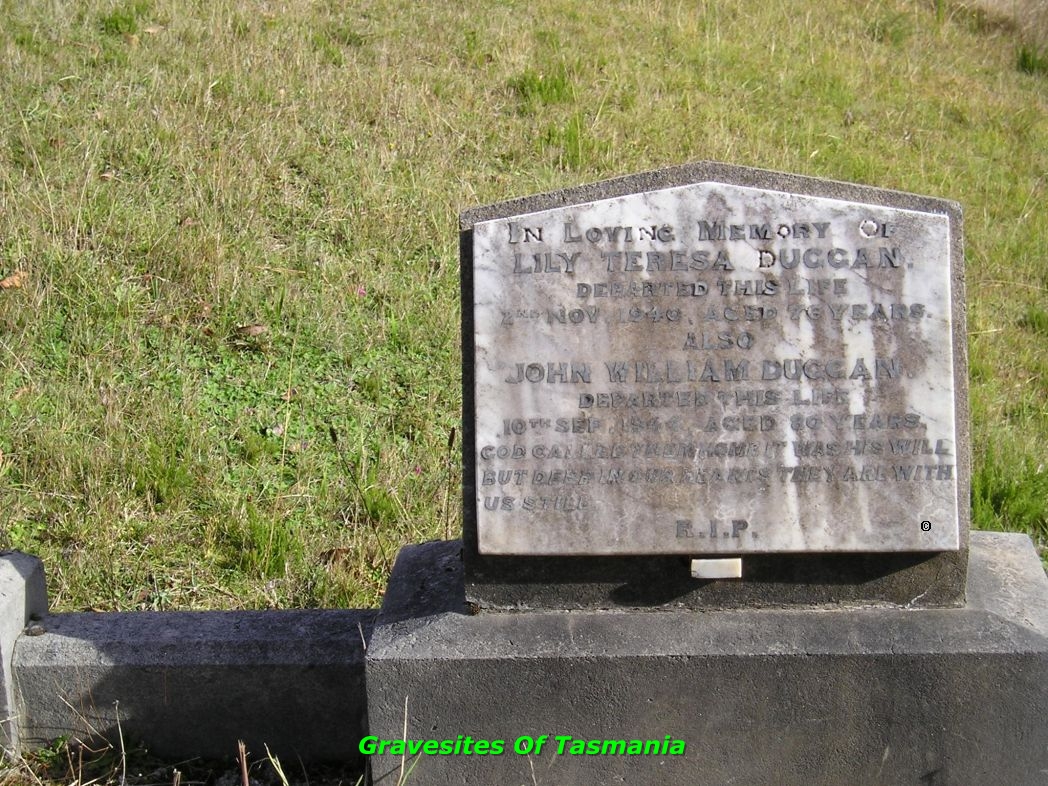 In Loving Memory Of
LILY TERESA DUGGAN.
DEPARTED THIS LIFE
2ND NOV. 1940. AGED 76 YEARS.
ALSO
JOHN WILLIAM DUGGAN.
DEPARTED THIS LIFE
10TH SEP. AGED 80 YEARS.
GOD CALLED THEM HOME IT WAS HIS WILL
BUT DEEP IN OUR HEARTS THEY ARE WITH
US STILL
R.I.P.
©
Gravesites Of Tasmania